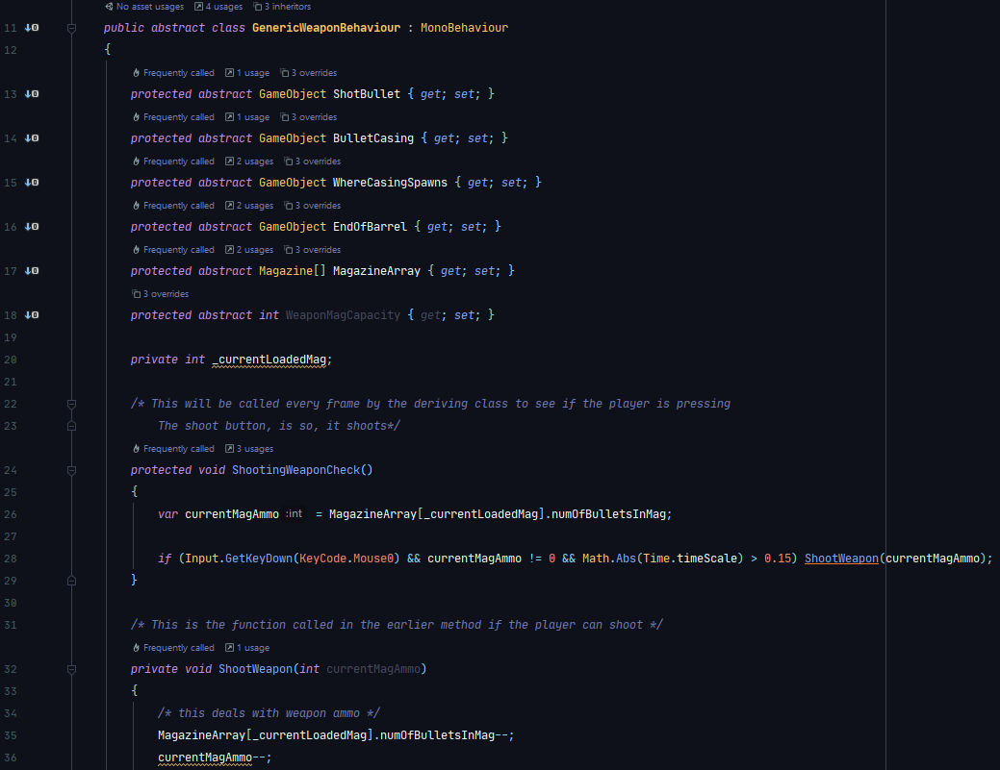 No asset usages 4 usages 3 inheritors
11 public abstract class GenericWeaponBehaviour : MonoBehaviour
12 {
Frequently called 1 usage 3 overrides
13 protected abstract GameObject ShotBullet { get; set; }
Frequently called 1 usage 3 overrides
14 protected abstract GameObject BulletCasing { get; set; }
Frequently called 2 usages 3 overrides
15 protected abstract GameObject WhereCasingSpawns { get; set; }
Frequently called 2 usages 3 overrides
16 protected abstract GameObject EndOfBarrel { get; set; }
Frequently called 2 usages 3 overrides
17 protected abstract Magazine[] MagazineArray { get; set; }
3 overrides
18 protected abstract int WeaponMagCapacity { get; set; }
19
20 private int _currentLoadedMag;
21
22 /* This will be called every frame by the deriving class to see if the player is pressing
23 The shoot button, is so, it shoots*/
Frequently called 3 usages
24 protected void ShootingWeaponCheck()
25 {
26 var currentMagAmmo :int = MagazineArray[_currentLoadedMag].numOfBulletsInMag;
27
28 if (Input.GetKeyDown(KeyCode.Mouse0) && currentMagAmmo != 0 && Math.Abs(Time.timeScale) > 0.15) ShootWeapon(currentMagAmmo);
29 }
30
31 /* This is the function called in the earlier method if the player can shoot */
Frequently called 1 usage
32 private void ShootWeapon(int currentMagAmmo)
33 {
34 /* this deals with weapon ammo */
35 MagazineArray[_currentLoadedMag].numOfBulletsInMag--;
36 currentMagAmmo--;